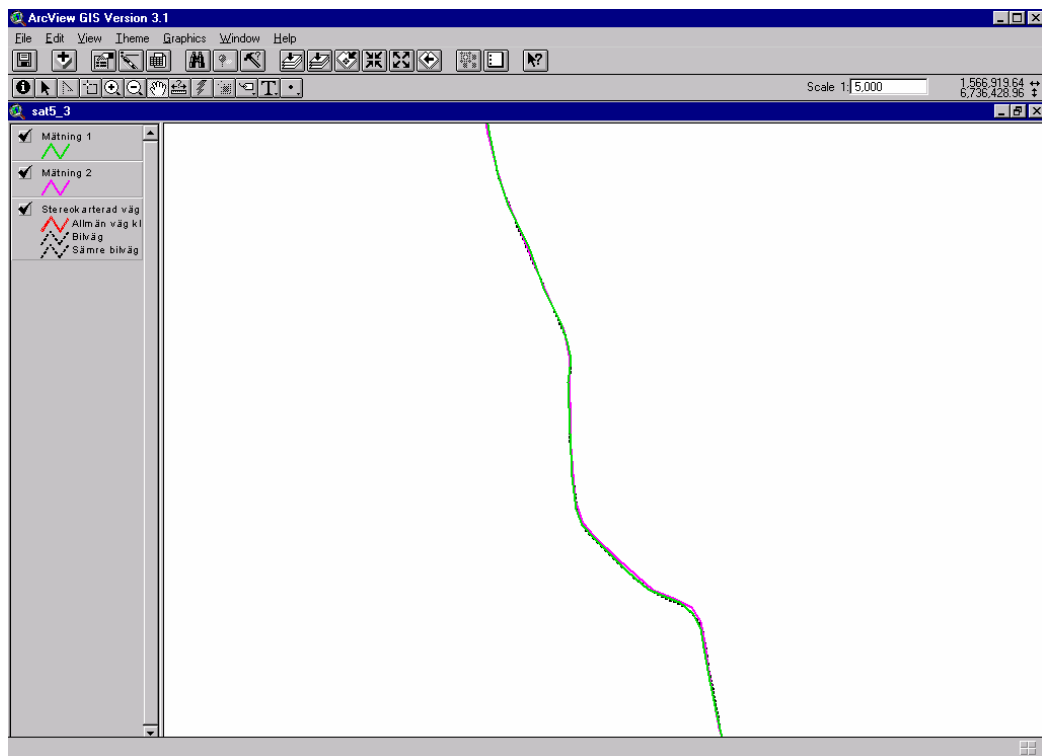 ArcView GIS Version 3.1
File Edit View Theme Graphics Window Help
Scale 1: 5,000
1,566,919.64
6,736,428.96
sat5_3
Mätning 1
Mätning 2
Stereokarterad väg
Allmän väg kl
Bilväg
Sämre bilväg